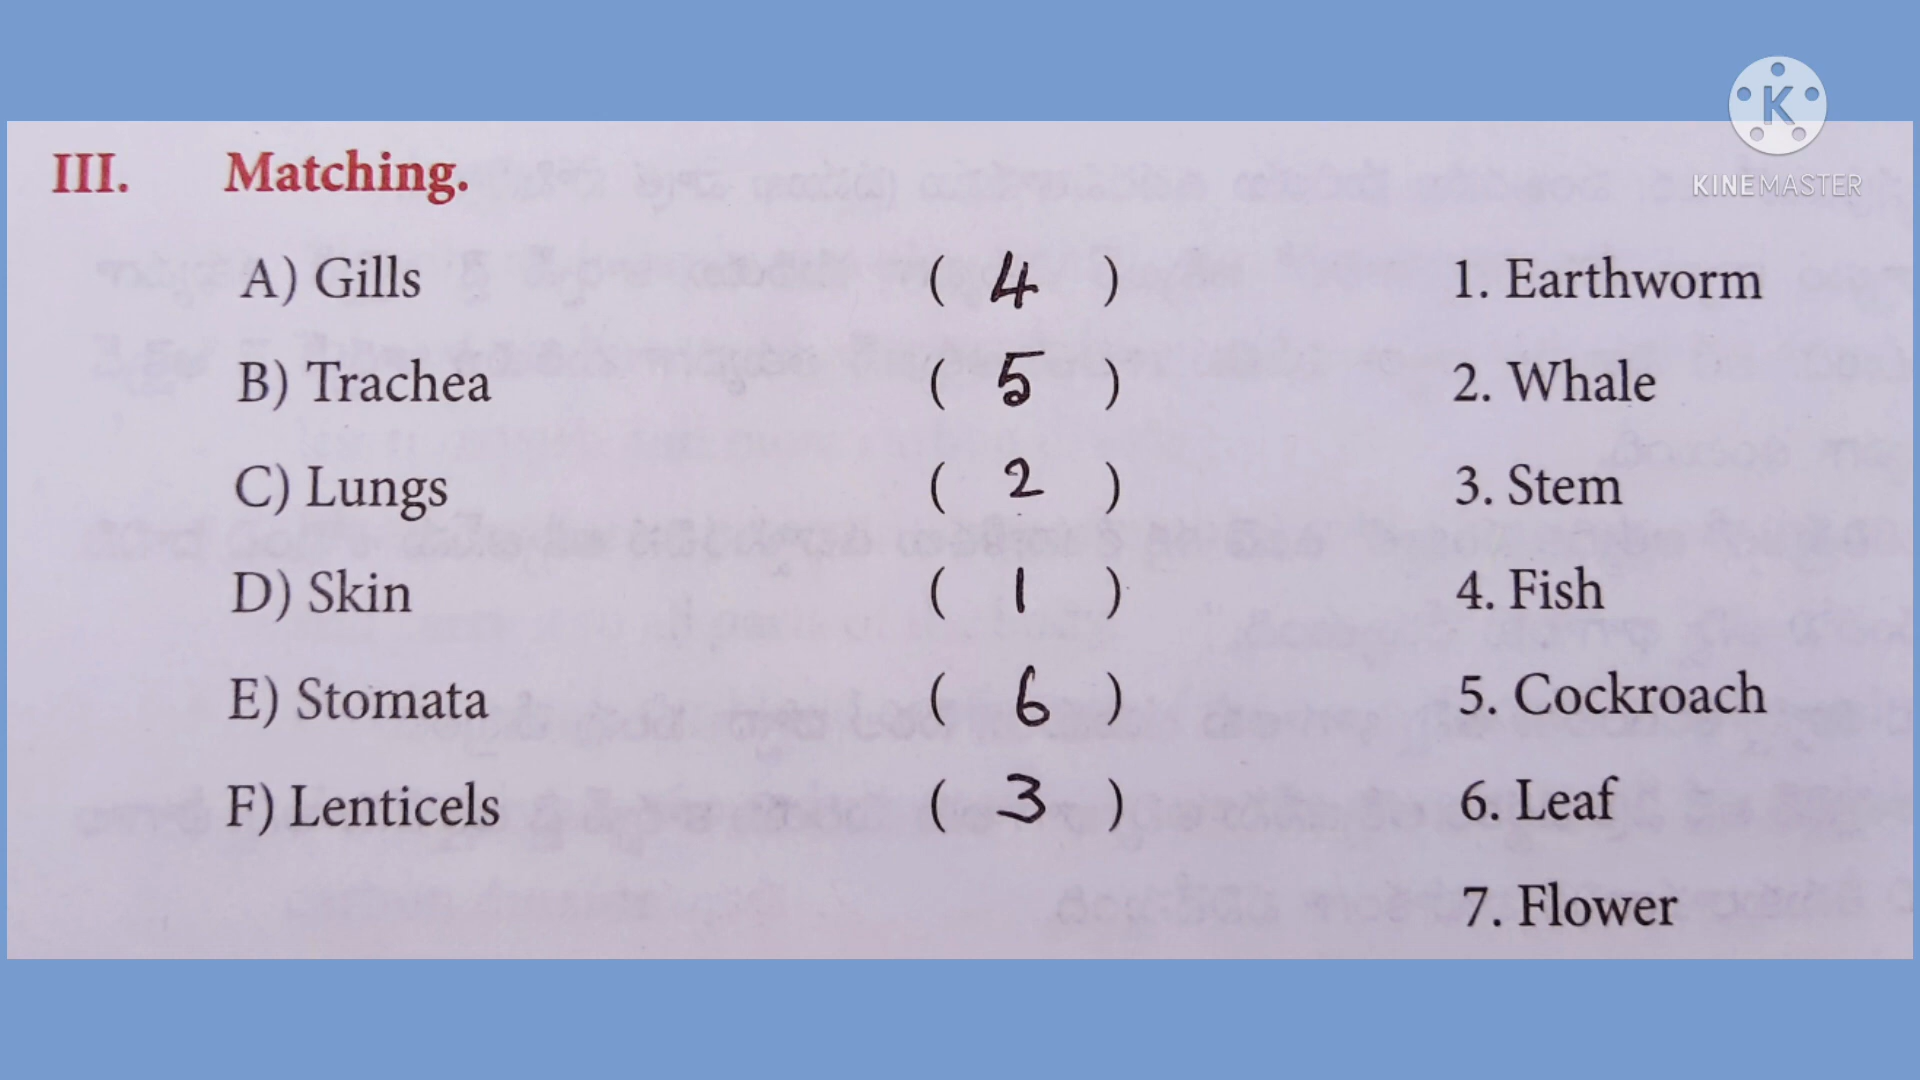 K
KINEMASTER
III. Matching.
A) Gills ( 4 ) 1. Earthworm
B) Trachea ( 5 ) 2. Whale
C) Lungs ( 2 ) 3. Stem
D) Skin ( 1 ) 4. Fish
E) Stomata ( 6 ) 5. Cockroach
F) Lenticels ( 3 ) 6. Leaf
7. Flower